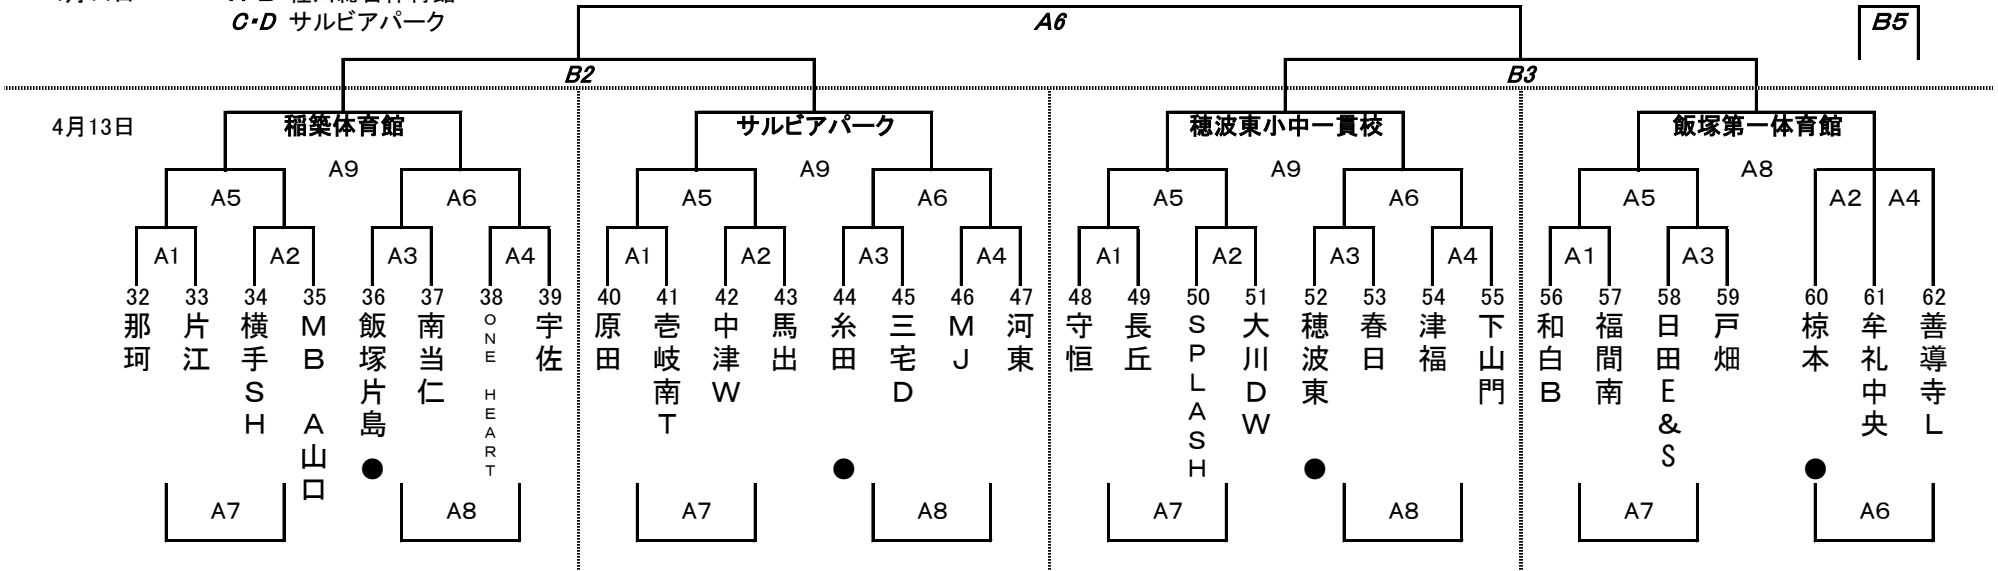 C・D サルビアパーク
A6
B5
B2
B3
4月13日
稲築体育館
サルビアパーク
穂波東小中一貫校
飯塚第一体育館
A9
A9
A9
A8
A5
A6
A5
A6
A5
A6
A5
A2
A4
A1
A2
A3
A4
A1
A2
A3
A4
A1
A2
A3
A4
A1
A3
32 那珂
33 片江
34 横手SH
35 MB A山口
36 飯塚片島
37 南当仁
38 ONE HEART
39 宇佐
40 原田
41 壱岐南T
42 中津W
43 馬出
44 糸田
45 三宅D
46 MJ
47 河東
48 守恒
49 長丘
50 SPLASH
51 大川DW
52 穂波東
53 春日
54 津福
55 下山門
56 和白B
57 福間南
58 日田E&S
59 戸畑
60 椋本
61 牟礼中央
62 善導寺L
●
●
●
●
A7
A8
A7
A8
A7
A8
A7
A6